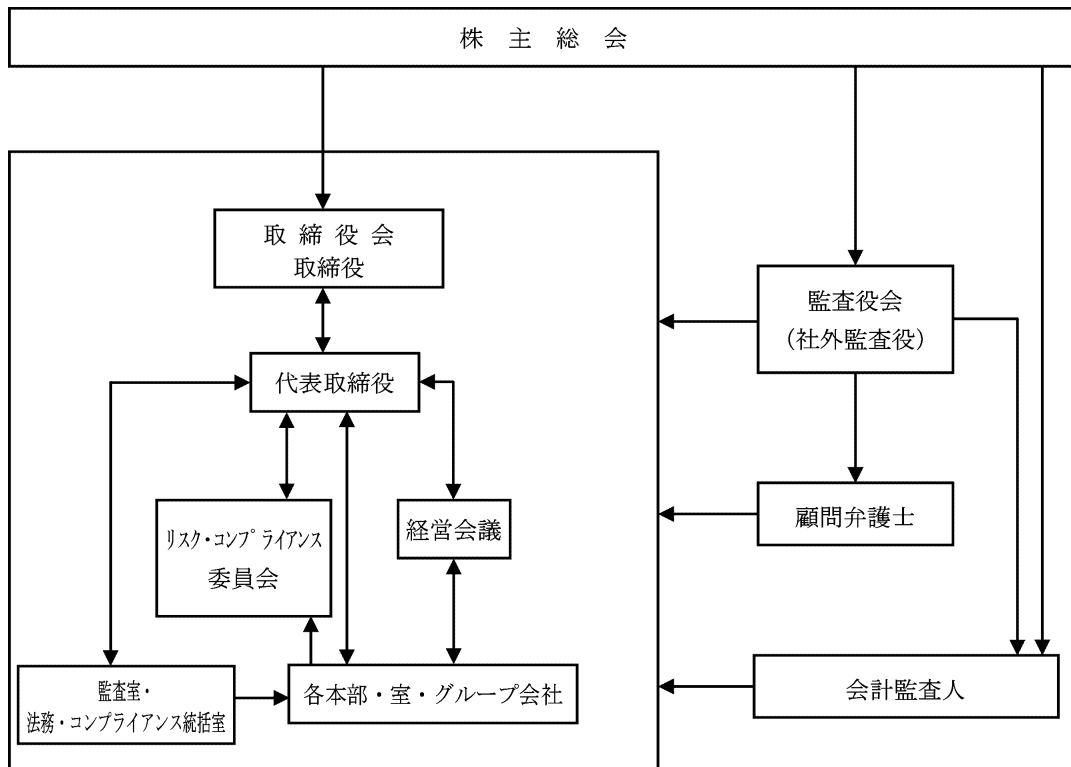 株 主 総 会
取 締 役 会
取締役
監査役会
（社外監査役）
代表取締役
リスク・コンプライアンス
委員会
経営会議
顧問弁護士
監査室・
法務・コンプライアンス統括室
各本部・室・グループ会社
会計監査人